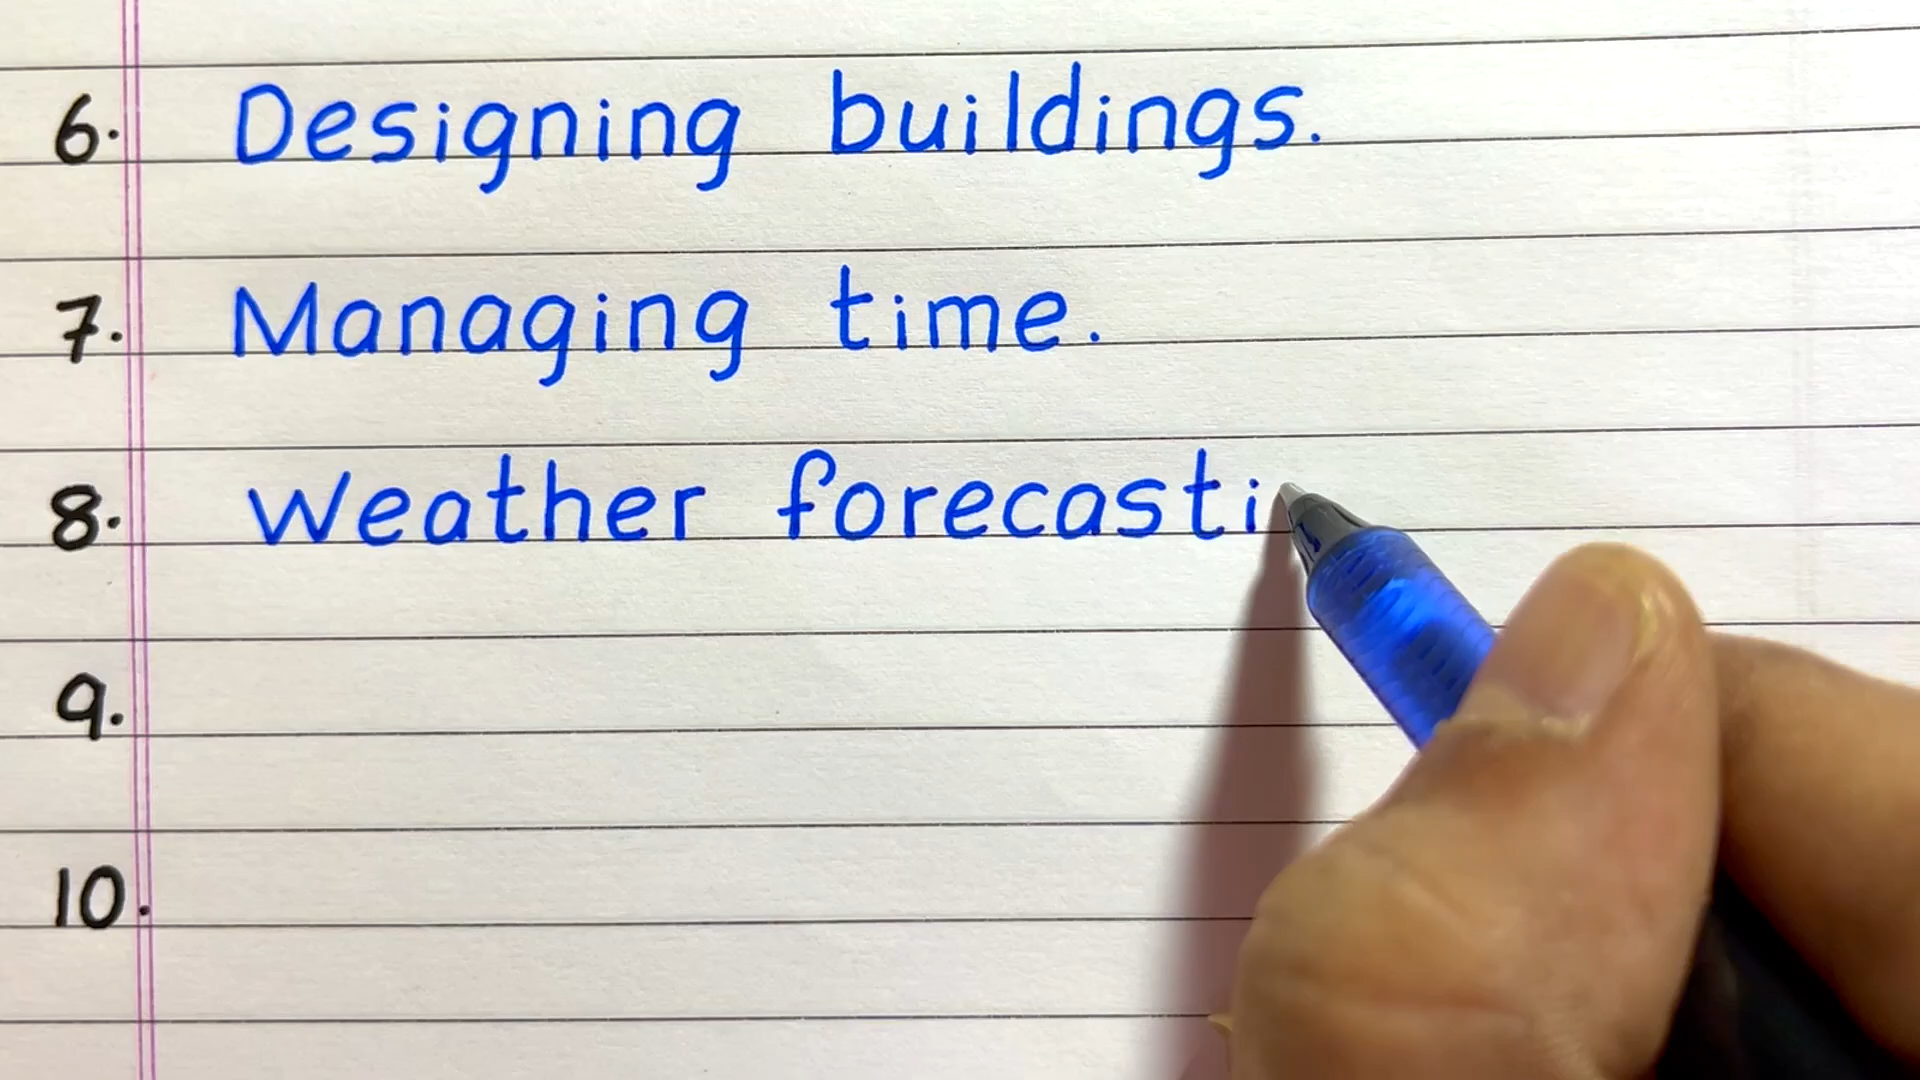 6. Designing buildings.
7. Managing time.
8. Weather forecasti
9.
10.